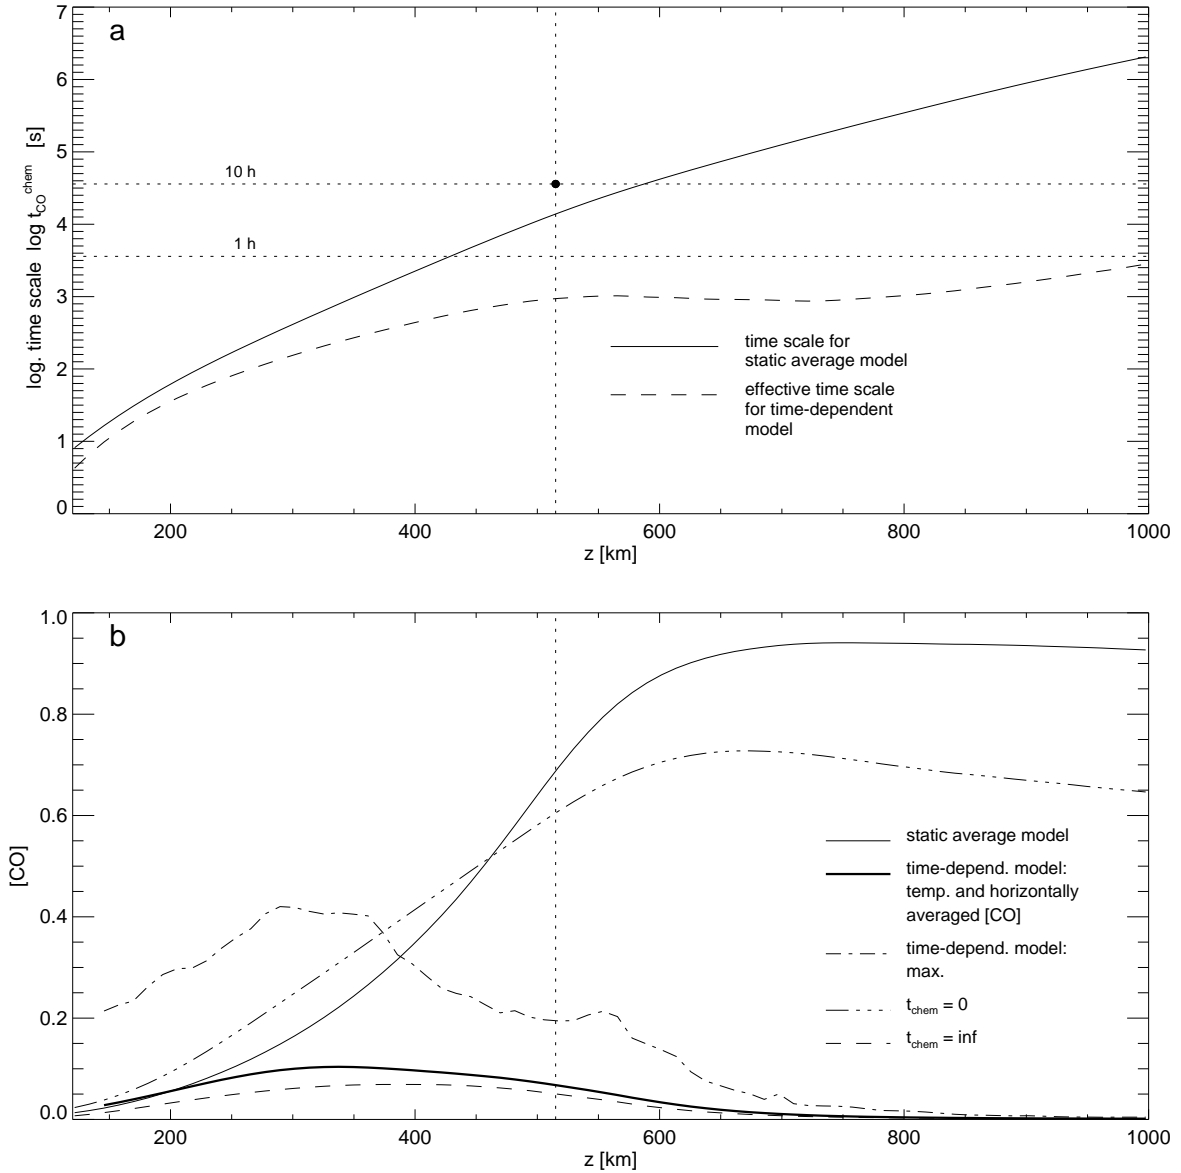 a
7
6
5
4
3
2
1
0
log. time scale log t_CO^chem [s]
10 h
1 h
time scale for
static average model
effective time scale
for time-dependent
model
200
400
600
800
1000
z [km]
b
1.0
0.8
0.6
0.4
0.2
0.0
[CO]
static average model
time-depend. model:
temp. and horizontally
averaged [CO]
time-depend. model:
max.
t_chem = 0
t_chem = inf
200
400
600
800
1000
z [km]